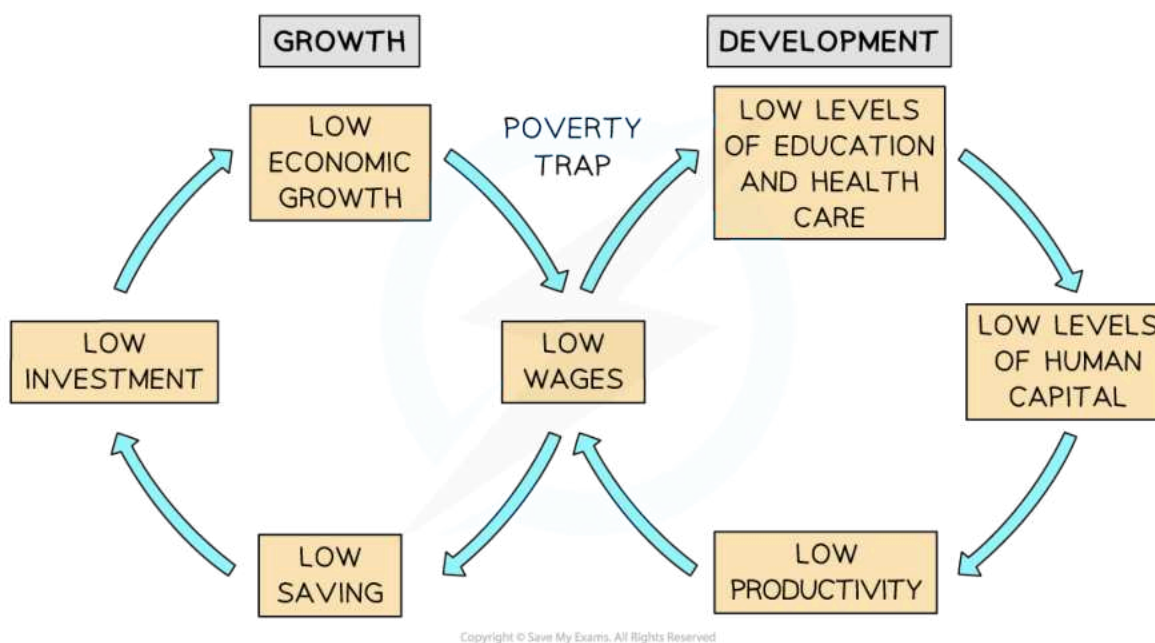 GROWTH
DEVELOPMENT
LOW
ECONOMIC
GROWTH
POVERTY
TRAP
LOW LEVELS
OF EDUCATION
AND HEALTH
CARE
LOW
INVESTMENT
LOW
WAGES
LOW LEVELS
OF HUMAN
CAPITAL
LOW
SAVING
LOW
PRODUCTIVITY
Copyright © Save My Exams. All Rights Reserved